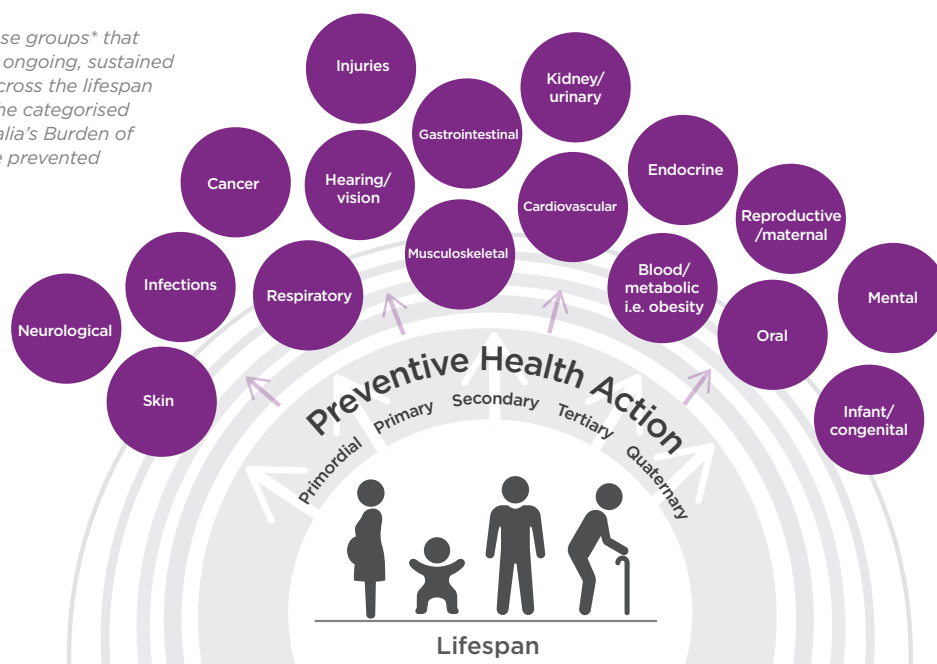 se groups* that
ongoing, sustained
cross the lifespan
he categorised
alia's Burden of
e prevented
Injuries
Kidney/
urinary
Gastrointestinal
Cancer
Hearing/
vision
Endocrine
Cardiovascular
Reproductive
/maternal
Musculoskeletal
Infections
Respiratory
Blood/
metabolic
i.e. obesity
Mental
Neurological
Oral
Skin
Infant/
congenital
Preventive Health Action
Primordial
Primary
Secondary
Tertiary
Quaternary
Lifespan